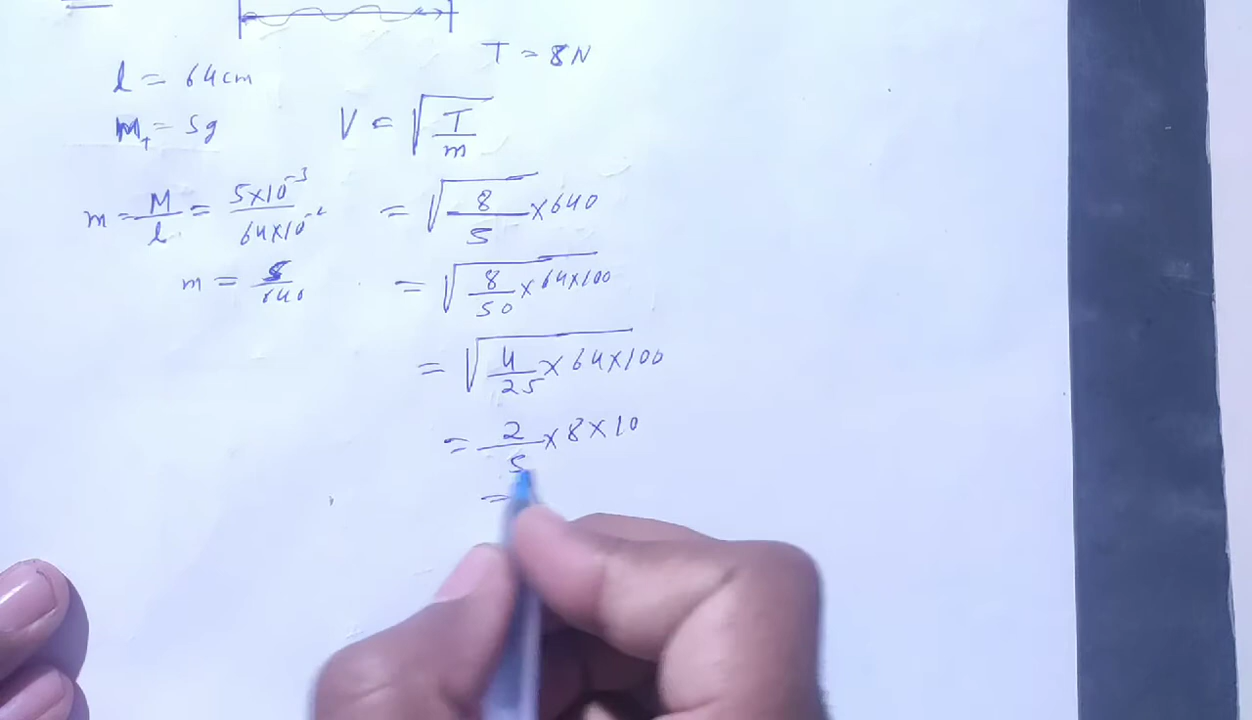 T = 8N
l = 64cm
M_T = 5g
V = √(T/m)
m = M/l = 5×10^-3/64×10^-2
= √(8/5 × 640)
m = 5/640
= √(8/50 × 64×100)
= √(4/25 × 64×100)
= 2/5 × 8×10
=